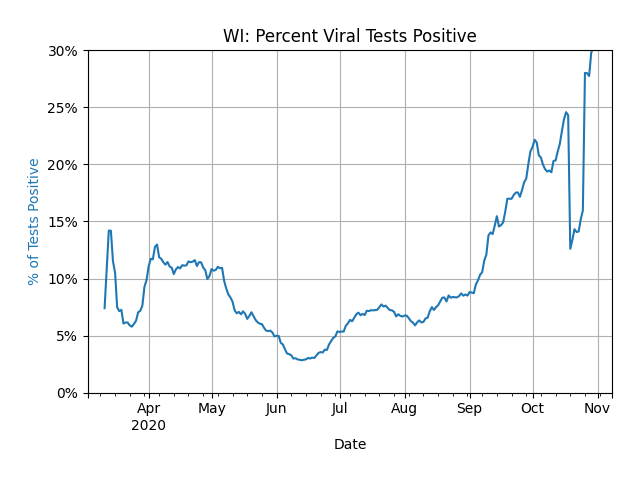 WI: Percent Viral Tests Positive
% of Tests Positive
30%
25%
20%
15%
10%
5%
0%
Apr
2020
May
Jun
Jul
Aug
Sep
Oct
Nov
Date